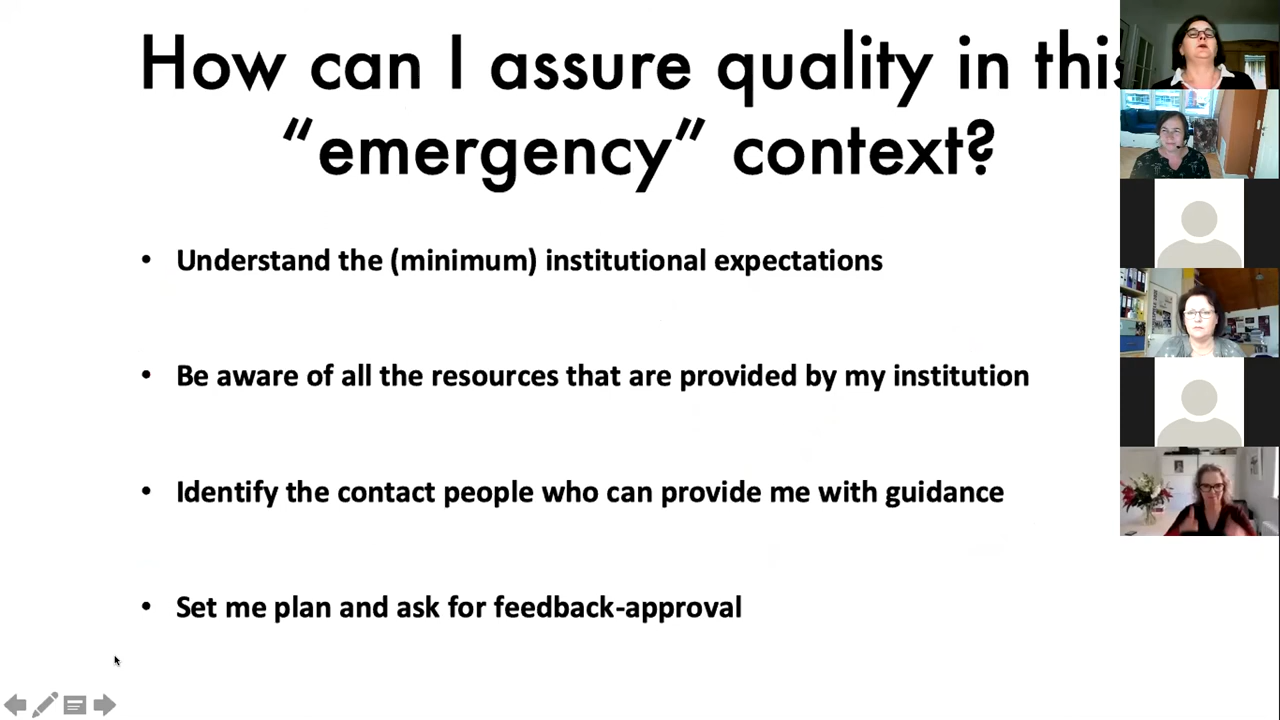 How can I assure quality in this
“emergency” context?
• Understand the (minimum) institutional expectations
• Be aware of all the resources that are provided by my institution
• Identify the contact people who can provide me with guidance
• Set me plan and ask for feedback-approval